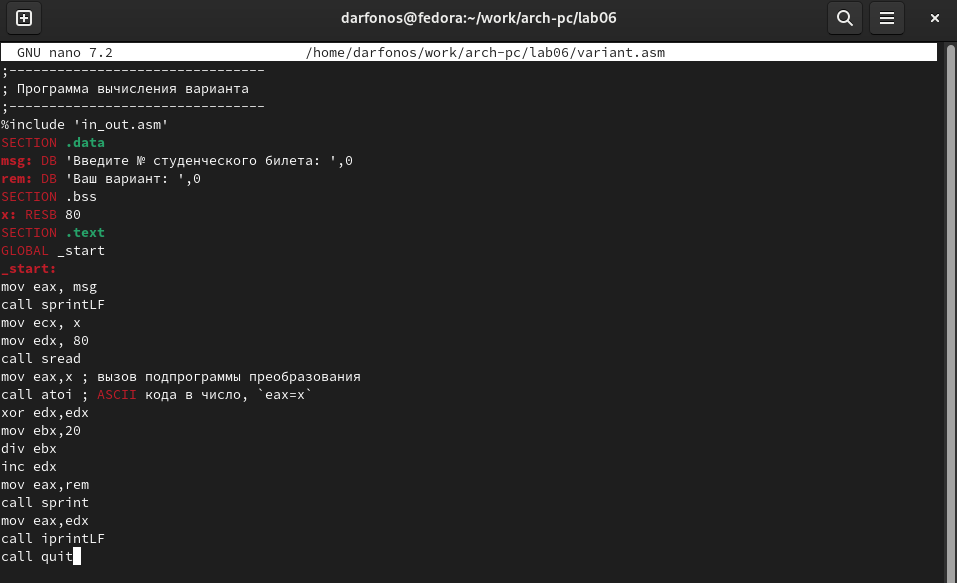 darfonos@fedora:~/work/arch-pc/lab06
GNU nano 7.2 /home/darfonos/work/arch-pc/lab06/variant.asm
;--------------------------------
; Программа вычисления варианта
;--------------------------------
%include 'in_out.asm'
SECTION .data
msg: DB 'Введите № студенческого билета: ',0
rem: DB 'Ваш вариант: ',0
SECTION .bss
x: RESB 80
SECTION .text
GLOBAL _start
_start:
mov eax, msg
call sprintLF
mov ecx, x
mov edx, 80
call sread
mov eax,x ; вызов подпрограммы преобразования
call atoi ; ASCII кода в число, `eax=x`
xor edx,edx
mov ebx,20
div ebx
inc edx
mov eax,rem
call sprint
mov eax,edx
call iprintLF
call quit